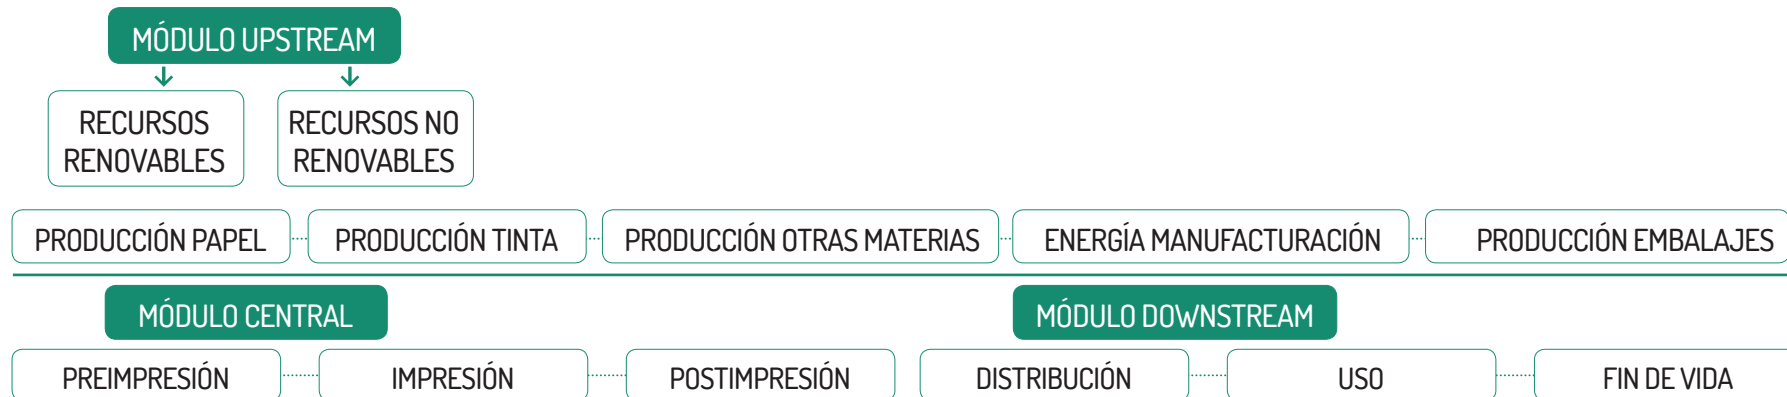 MÓDULO UPSTREAM
RECURSOS
RENOVABLES
RECURSOS NO
RENOVABLES
PRODUCCIÓN PAPEL
PRODUCCIÓN TINTA
PRODUCCIÓN OTRAS MATERIAS
ENERGÍA MANUFACTURACIÓN
PRODUCCIÓN EMBALAJES
MÓDULO CENTRAL
MÓDULO DOWNSTREAM
PREIMPRESIÓN
IMPRESIÓN
POSTIMPRESIÓN
DISTRIBUCIÓN
USO
FIN DE VIDA